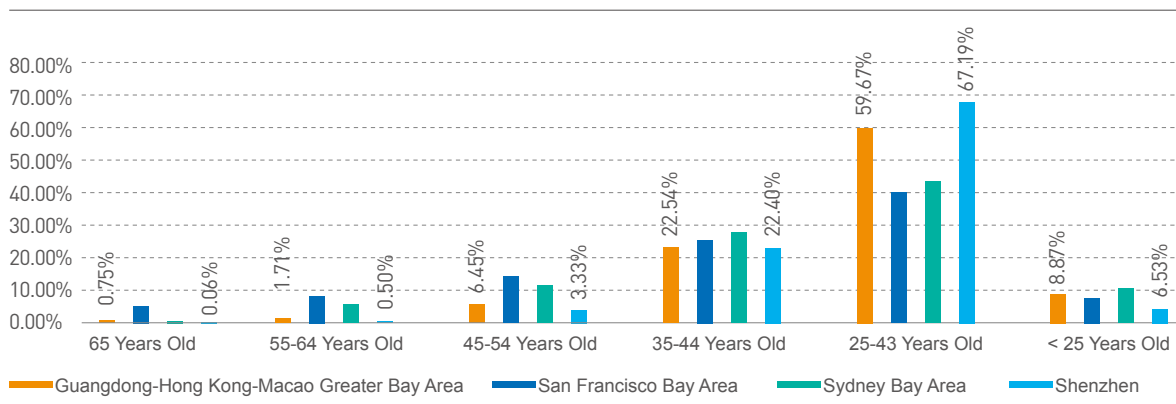 80.00%
70.00%
60.00%
50.00%
40.00%
30.00%
20.00%
10.00%
0.00%
0.75%
0.06%
1.71%
0.50%
6.45%
3.33%
22.54%
22.40%
59.67%
67.19%
8.87%
6.53%
65 Years Old
55-64 Years Old
45-54 Years Old
35-44 Years Old
25-43 Years Old
< 25 Years Old
Guangdong-Hong Kong-Macao Greater Bay Area
San Francisco Bay Area
Sydney Bay Area
Shenzhen